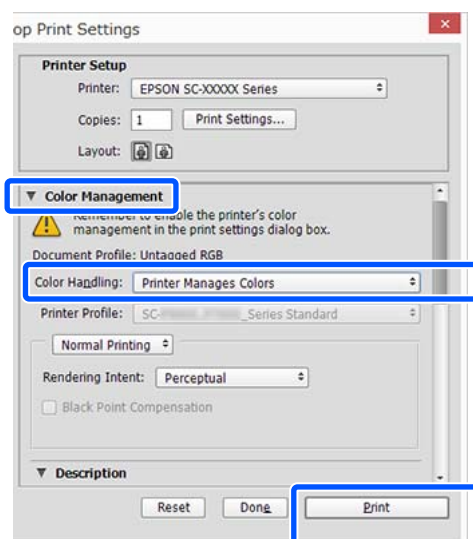 op Print Settings
Printer Setup
Printer: EPSON SC-XXXXX Series
Copies: 1 Print Settings...
Layout:
Color Management
Remember to enable the printer's color
management in the print settings dialog box.
Document Profile: Untagged RGB
Color Handling: Printer Manages Colors
Printer Profile: SC- _Series Standard
Normal Printing
Rendering Intent: Perceptual
Black Point Compensation
Description
Reset Done Print